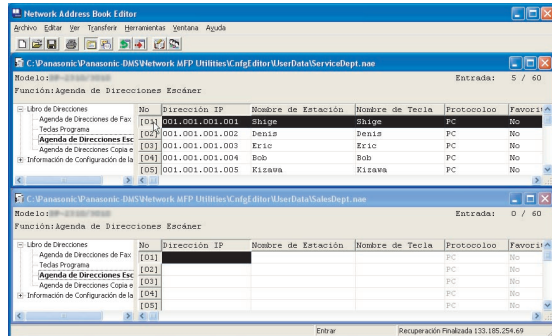 Network Address Book Editor
Archivo Editar Ver Transferir Herramientas Ventana Ayuda
C:\Panasonic\Panasonic-DMS\Network MFP Utilities\CnfgEditor\UserData\ServiceDept.nae
Modelo: Entrada: 5 / 60
Función:Agenda de Direcciones Escáner
Libro de Direcciones
Agenda de Direcciones de Fax
Teclas Programa
Agenda de Direcciones Esc
Agenda de Direcciones Copia e
Información de Configuración de la
No Dirección IP Nombre de Estación Nombre de Tecla Protocoloo Favorit
[01] 001.001.001.001 Shige Shige PC No
[02] 001.001.001.002 Denis Denis PC No
[03] 001.001.001.003 Eric Eric PC No
[04] 001.001.001.004 Bob Bob PC No
[05] 001.001.001.005 Kizawa Kizawa PC No
C:\Panasonic\Panasonic-DMS\Network MFP Utilities\CnfgEditor\UserData\SalesDept.nae
Modelo: Entrada: 0 / 60
Función:Agenda de Direcciones Escáner
Libro de Direcciones
Agenda de Direcciones de Fax
Teclas Programa
Agenda de Direcciones Esc
Agenda de Direcciones Copia e
Información de Configuración de la
No Dirección IP Nombre de Estación Nombre de Tecla Protocoloo Favorit
[01] PC No
[02] PC No
[03] PC No
[04] PC No
[05] PC No
Entrar Recuperación Finalizada 133.185.254.69